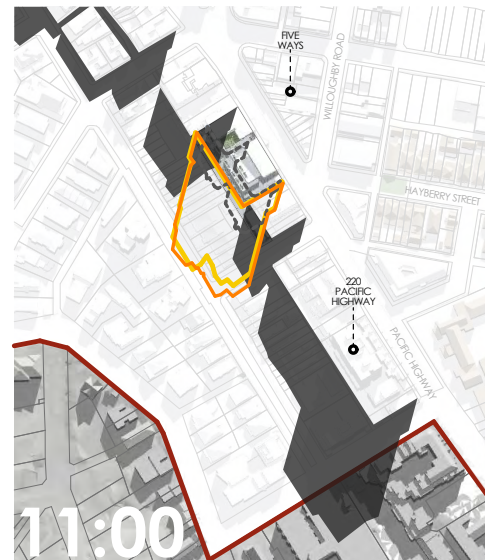 FIVE
WAYS
WILLOUGHBY ROAD
HAYBERRY STREET
220
PACIFIC
HIGHWAY
PACIFIC HIGHWAY
11:00